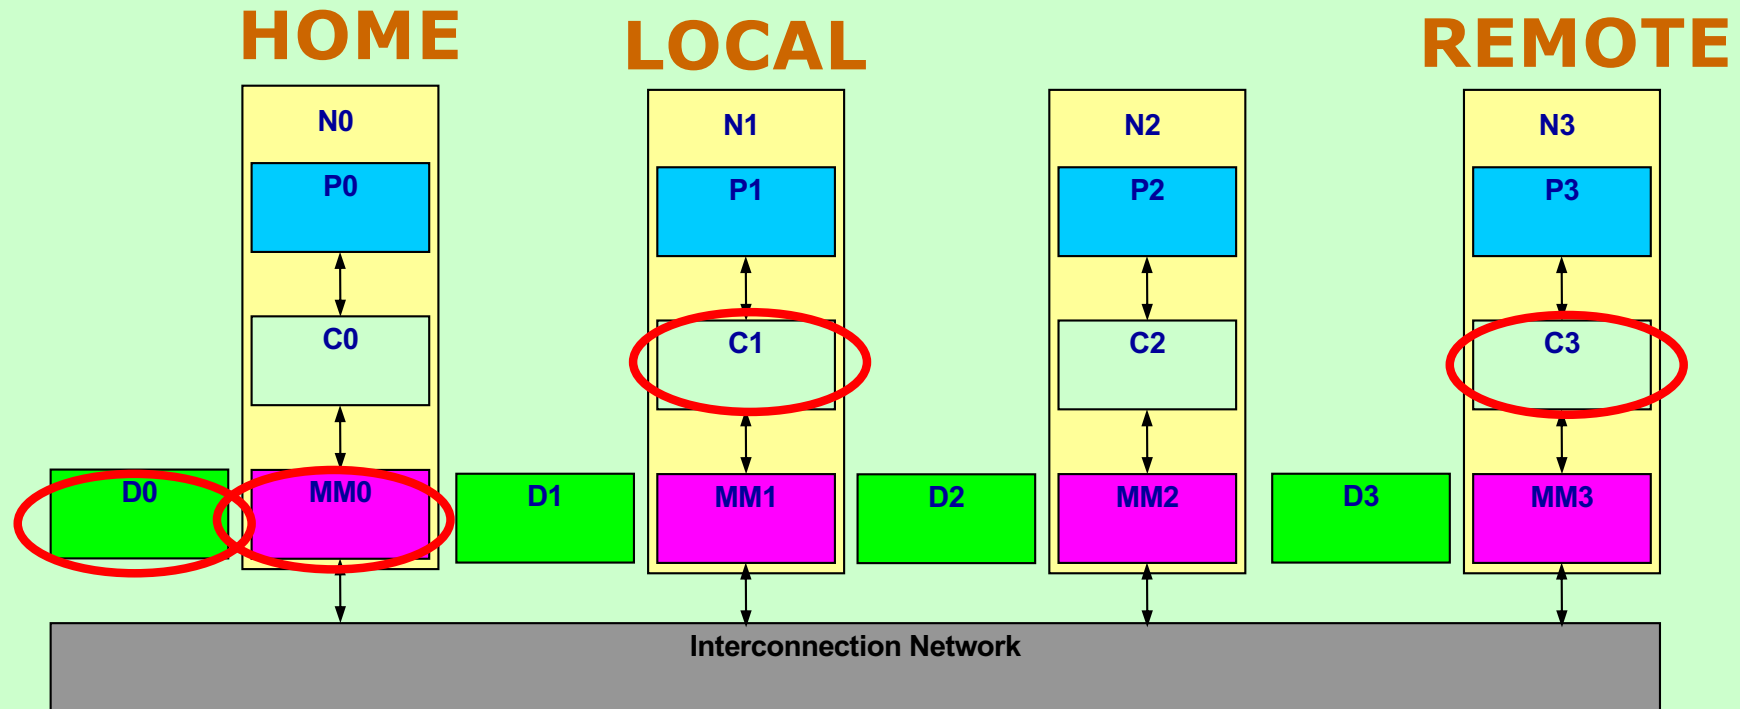 HOME LOCAL REMOTE
N0 N1 N2 N3
P0 P1 P2 P3
C0 C1 C2 C3
D0 MM0 D1 MM1 D2 MM2 D3 MM3
Interconnection Network